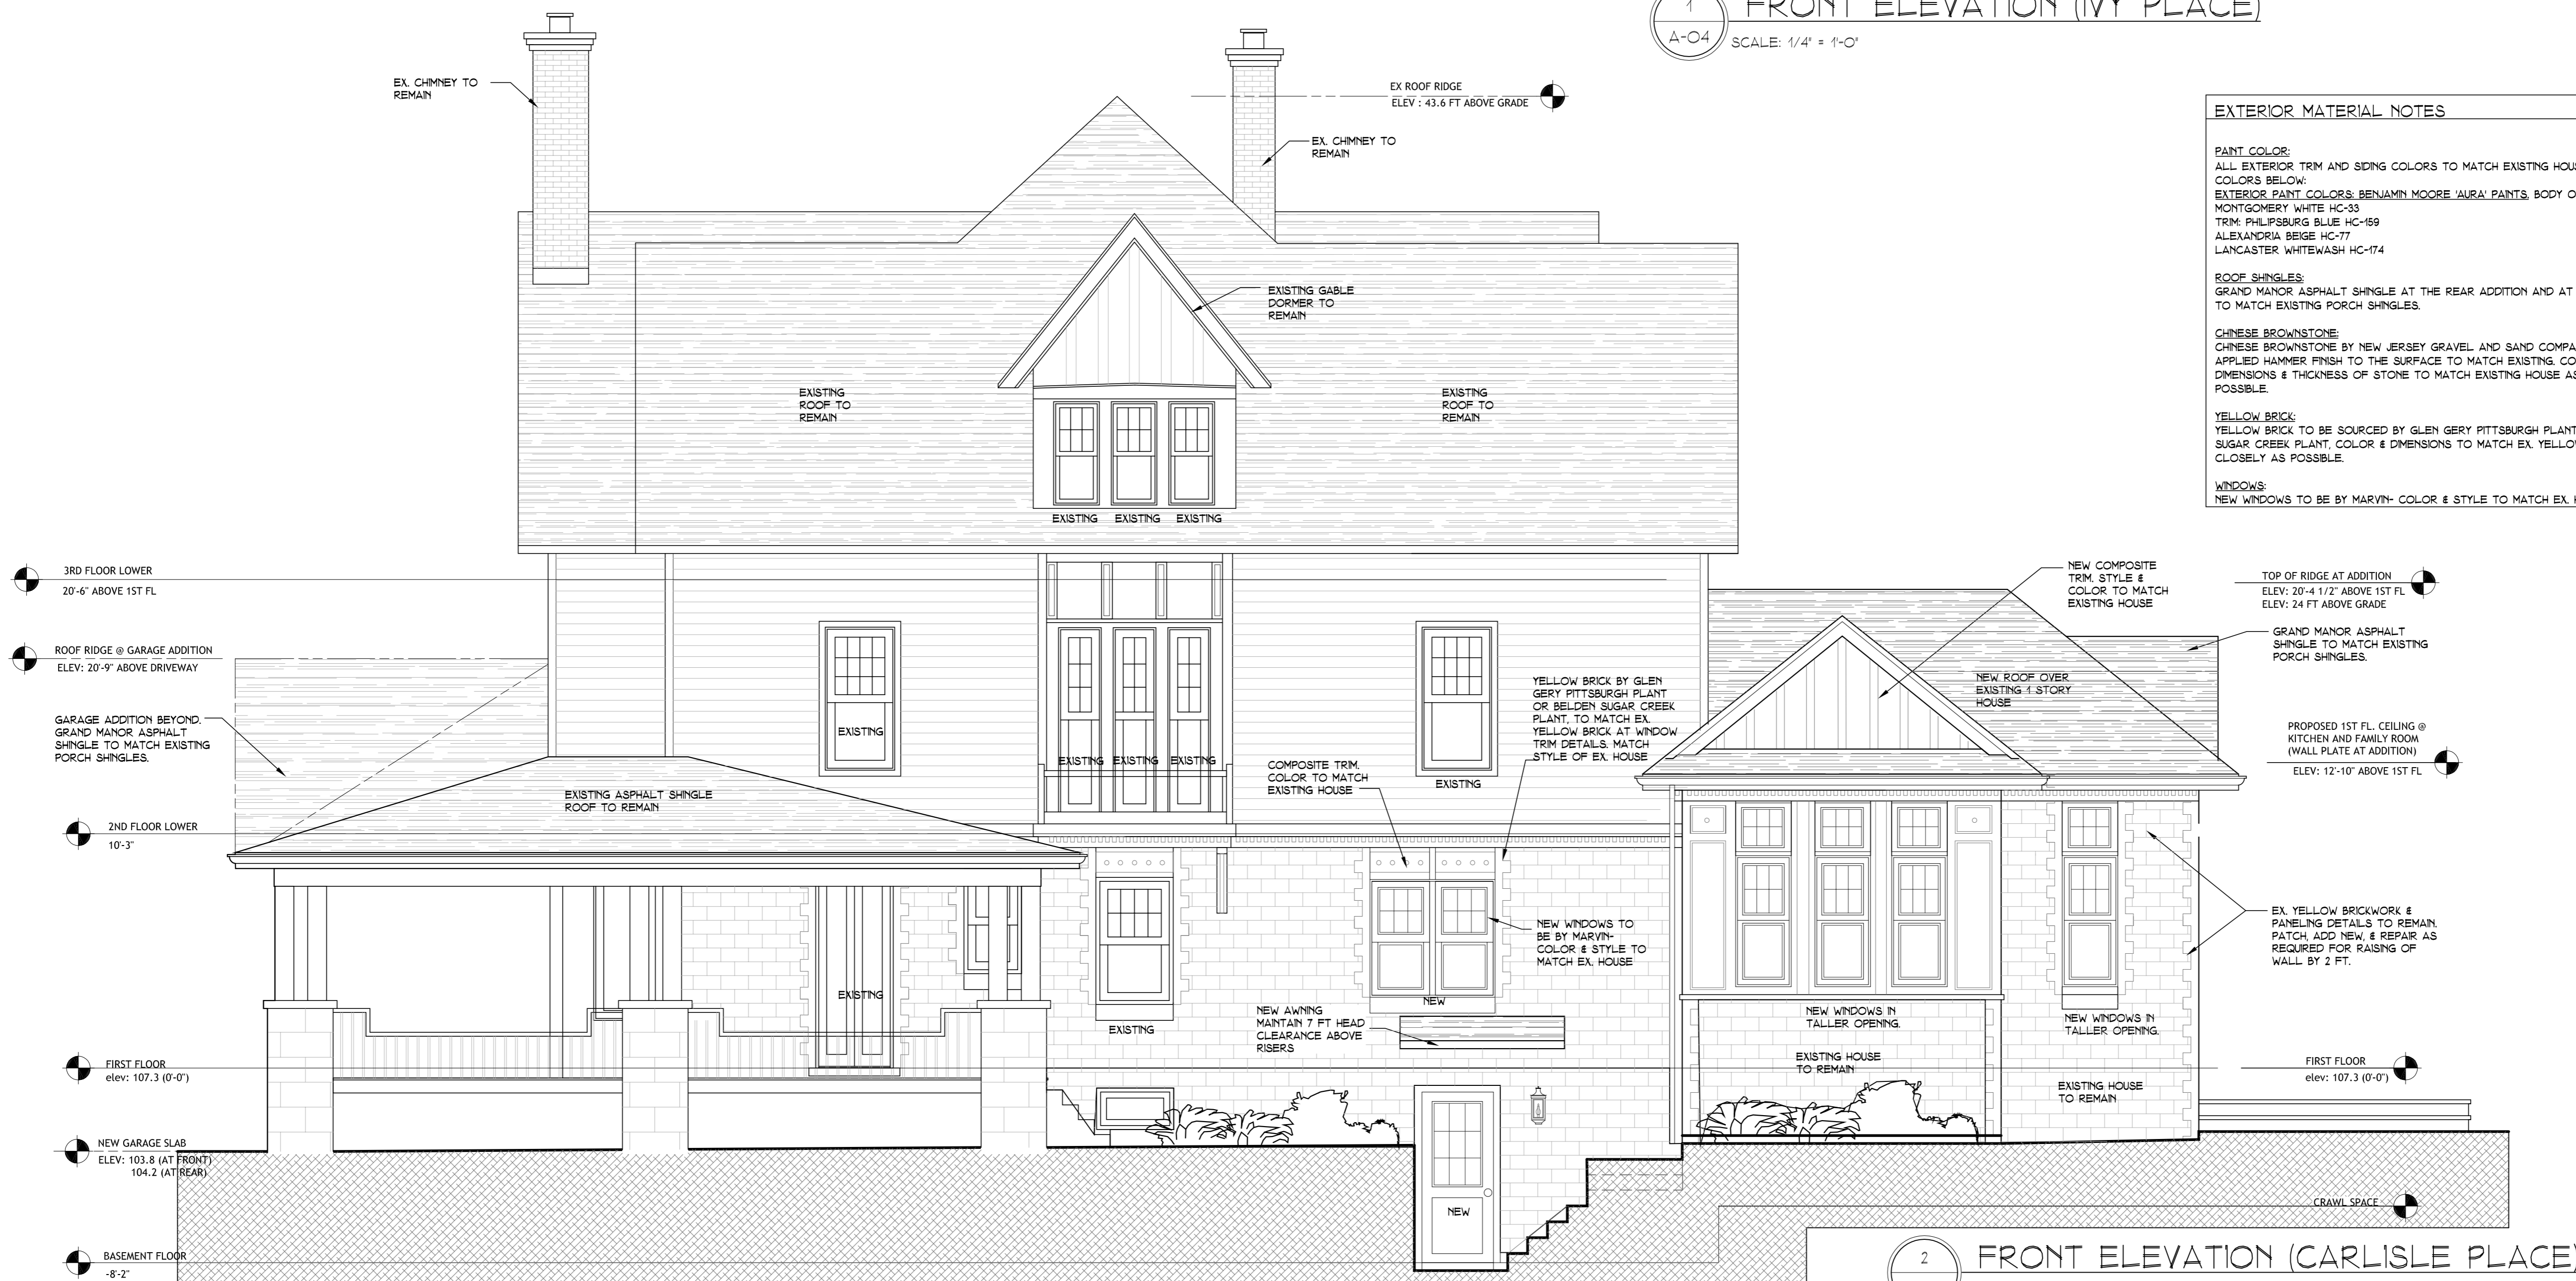 1
A-04
FRONT ELEVATION (IVY PLACE)
SCALE: 1/4" = 1'-0"
EX. CHIMNEY TO
REMAIN
EX ROOF RIDGE
ELEV : 43.6 FT ABOVE GRADE
EX. CHIMNEY TO
REMAIN
EXTERIOR MATERIAL NOTES
PAINT COLOR:
ALL EXTERIOR TRIM AND SIDING COLORS TO MATCH EXISTING
COLORS BELOW:
EXTERIOR PAINT COLORS: BENJAMIN MOORE 'AURA' PAINTS, BODY
MONTGOMERY WHITE HC-33
TRIM: PHILIPSBURG BLUE HC-159
ALEXANDRIA BEIGE HC-77
LANCASTER WHITEWASH HC-174
ROOF SHINGLES:
GRAND MANOR ASPHALT SHINGLE AT THE REAR ADDITION AND AT
TO MATCH EXISTING PORCH SHINGLES.
CHINESE BROWNSTONE:
CHINESE BROWNSTONE BY NEW JERSEY GRAVEL AND SAND
APPLIED HAMMER FINISH TO THE SURFACE TO MATCH EXISTING.
DIMENSIONS & THICKNESS OF STONE TO MATCH EXISTING HOUSE AS
POSSIBLE.
YELLOW BRICK:
YELLOW BRICK TO BE SOURCED BY GLEN GERY PITTSBURGH PLANT
SUGAR CREEK PLANT, COLOR & DIMENSIONS TO MATCH EX.
CLOSELY AS POSSIBLE.
WINDOWS:
NEW WINDOWS TO BE BY MARVIN- COLOR & STYLE TO MATCH EX.
EXISTING GABLE
DORMER TO
REMAIN
EXISTING
ROOF TO
REMAIN
EXISTING
ROOF TO
REMAIN
EXISTING EXISTING EXISTING
3RD FLOOR LOWER
20'-6" ABOVE 1ST FL
NEW COMPOSITE
TRIM. STYLE &
COLOR TO MATCH
EXISTING HOUSE
TOP OF RIDGE AT ADDITION
ELEV: 20'-4 1/2" ABOVE 1ST FL
ELEV: 24 FT ABOVE GRADE
ROOF RIDGE @ GARAGE ADDITION
ELEV: 20'-9" ABOVE DRIVEWAY
GRAND MANOR ASPHALT
SHINGLE TO MATCH EXISTING
PORCH SHINGLES.
NEW ROOF OVER
EXISTING 1 STORY
HOUSE
YELLOW BRICK BY GLEN
GERY PITTSBURGH PLANT
OR BELDEN SUGAR CREEK
PLANT, TO MATCH EX.
YELLOW BRICK AT WINDOW
TRIM DETAILS. MATCH
STYLE OF EX. HOUSE
GARAGE ADDITION BEYOND.
GRAND MANOR ASPHALT
SHINGLE TO MATCH EXISTING
PORCH SHINGLES.
PROPOSED 1ST FL. CEILING @
KITCHEN AND FAMILY ROOM
(WALL PLATE AT ADDITION)
ELEV: 12'-10" ABOVE 1ST FL
EXISTING
EXISTING EXISTING EXISTING
EXISTING
COMPOSITE TRIM.
COLOR TO MATCH
EXISTING HOUSE
EXISTING ASPHALT SHINGLE
ROOF TO REMAIN
2ND FLOOR LOWER
10'-3"
NEW WINDOWS TO
BE BY MARVIN-
COLOR & STYLE TO
MATCH EX. HOUSE
EX. YELLOW BRICKWORK &
PANELING DETAILS TO REMAIN.
PATCH, ADD NEW, & REPAIR AS
REQUIRED FOR RAISING OF
WALL BY 2 FT.
EXISTING
EXISTING
NEW
NEW AWNING
MAINTAIN 7 FT HEAD
CLEARANCE ABOVE
RISERS
NEW WINDOWS IN
TALLER OPENING.
NEW WINDOWS IN
TALLER OPENING.
EXISTING HOUSE
TO REMAIN
EXISTING HOUSE
TO REMAIN
FIRST FLOOR
elev: 107.3 (0'-0")
FIRST FLOOR
elev: 107.3 (0'-0")
NEW GARAGE SLAB
ELEV: 103.8 (AT FRONT)
104.2 (AT REAR)
NEW
CRAWL SPACE
BASEMENT FLOOR
-8'-2"
2
FRONT ELEVATION (CARLISLE PLACE)